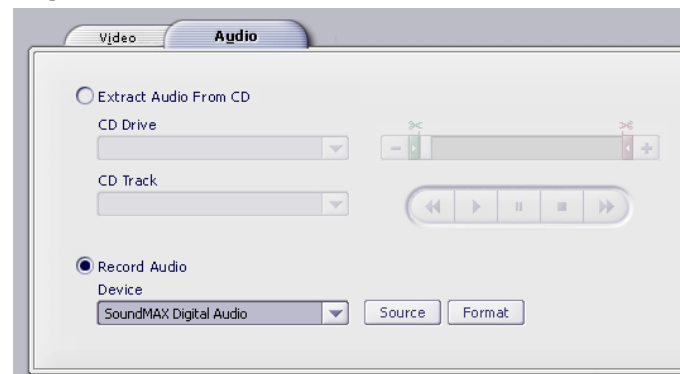 Video Audio
Extract Audio From CD
CD Drive
CD Track
Record Audio
Device
SoundMAX Digital Audio Source Format